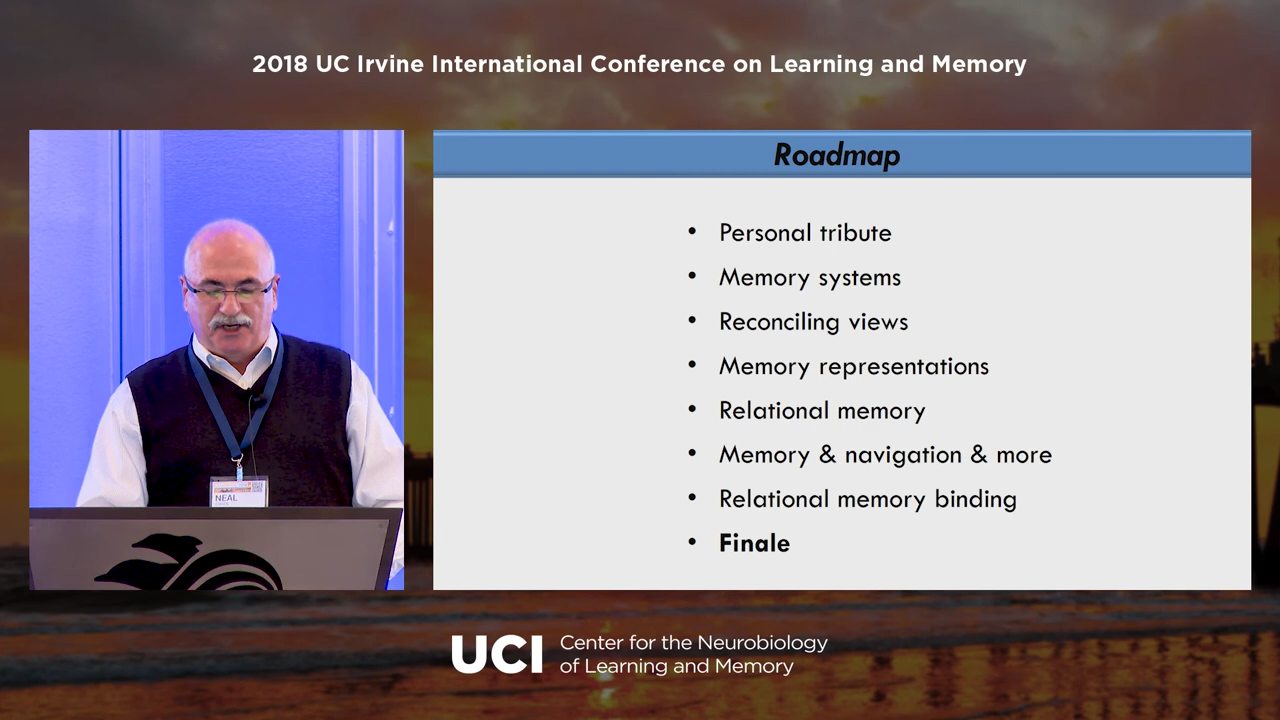 2018 UC Irvine International Conference on Learning and Memory
Roadmap
• Personal tribute
• Memory systems
• Reconciling views
• Memory representations
• Relational memory
• Memory & navigation & more
• Relational memory binding
• Finale
NEAL
UCI
Center for the Neurobiology
of Learning and Memory